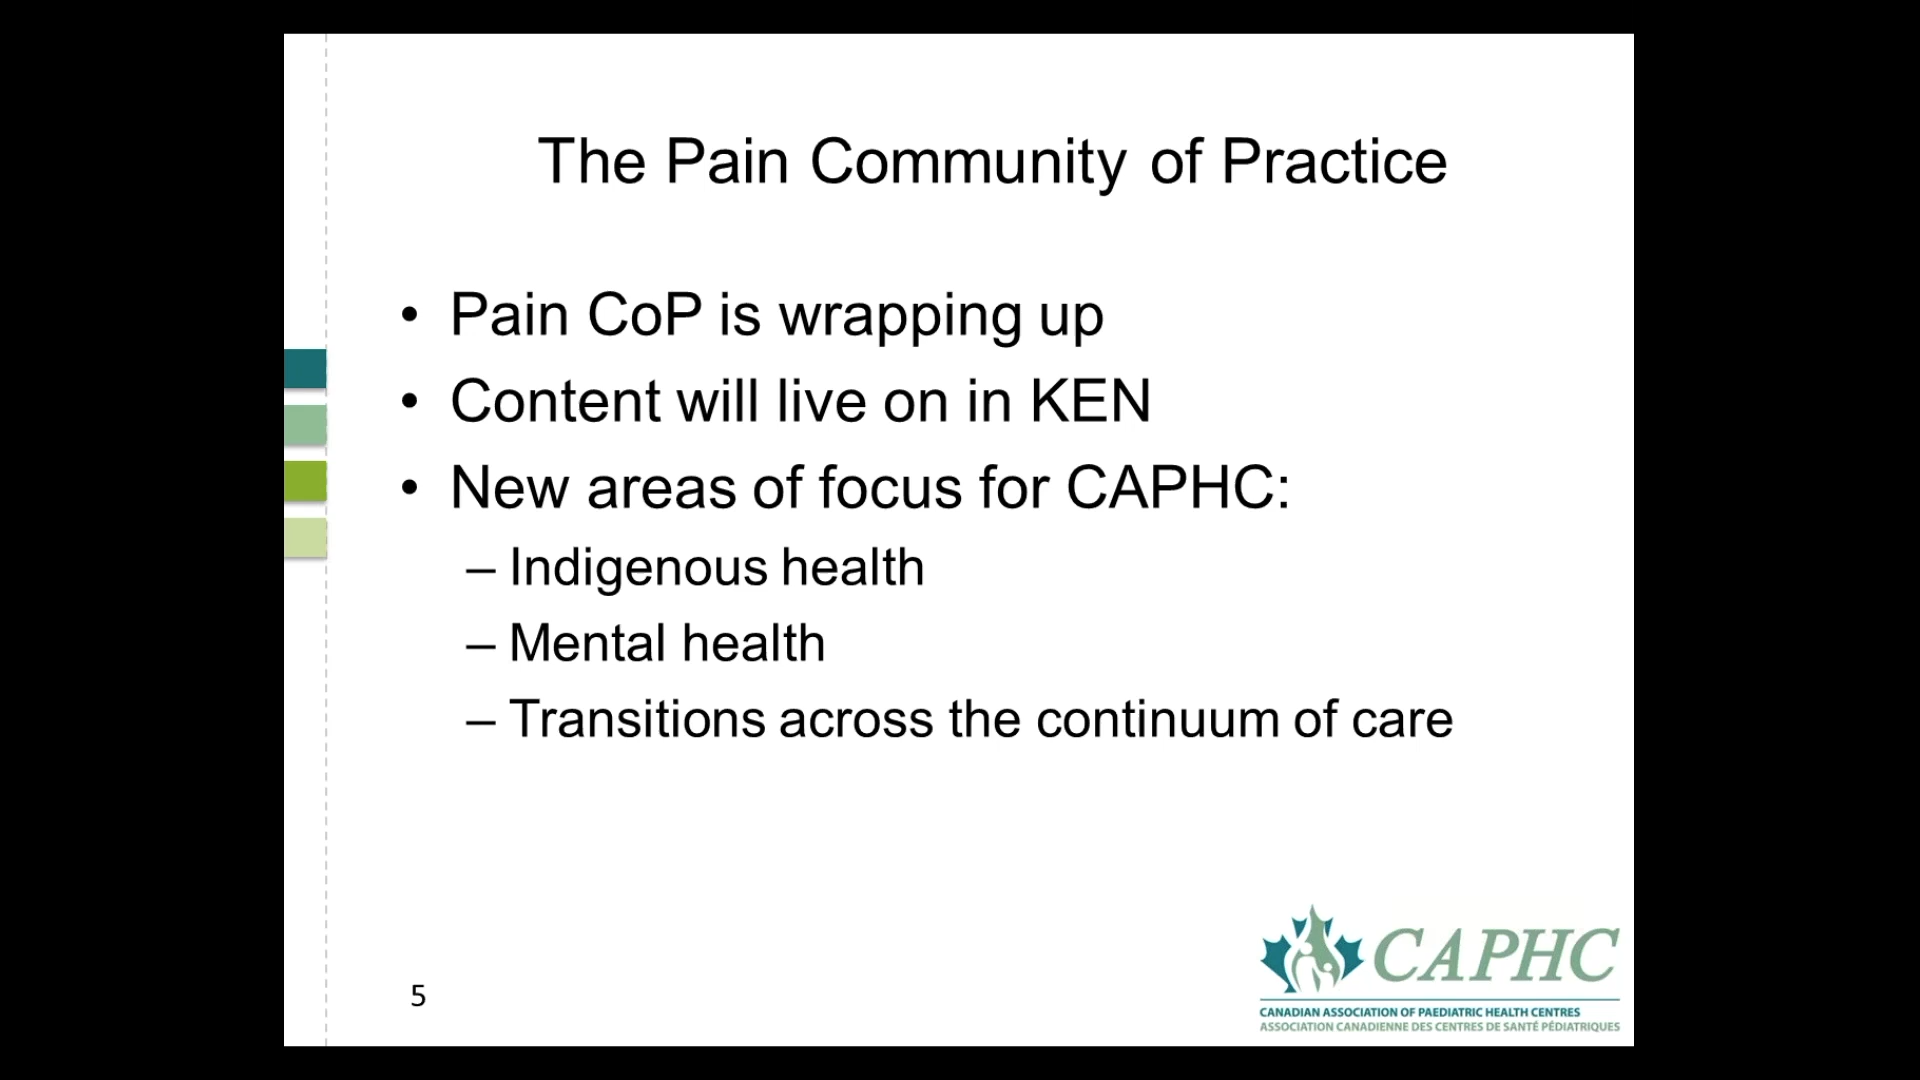 The Pain Community of Practice
• Pain CoP is wrapping up
• Content will live on in KEN
• New areas of focus for CAPHC:
– Indigenous health
– Mental health
– Transitions across the continuum of care
5
CAPHC
CANADIAN ASSOCIATION OF PAEDIATRIC HEALTH CENTRES
ASSOCIATION CANADIENNE DES CENTRES DE SANTÉ PÉDIATRIQUES